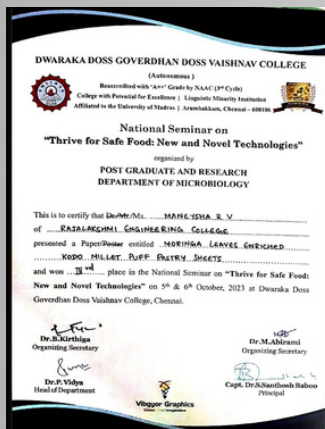 DWARAKA DOSS GOVERDHAN DOSS VAISHNAV COLLEGE
(Autonomous)
Reaccredited with 'A++' Grade by NAAC (3rd Cycle)
College with Potential for Excellence | Linguistic Minority Institution
Affiliated to the University of Madras | Arumbakkam, Chennai - 600106
National Seminar on
"Thrive for Safe Food: New and Novel Technologies"
organized by
POST GRADUATE AND RESEARCH
DEPARTMENT OF MICROBIOLOGY
This is to certify that Dr./Mr./Ms. MANEYSHA R V
of RAJALAKSHMI ENGINEERING COLLEGE
presented a Paper/Poster entitled MORINGA LEAVES ENRICHED
KODO MILLET PUFF PASTRY SHEETS
and won place in the National Seminar on "Thrive for Safe Food:
New and Novel Technologies" on 5th & 6th October, 2023 at Dwaraka Doss
Goverdhan Doss Vaishnav College, Chennai.
Dr.B.Kirthiga
Organizing Secretary
Dr.M.Abirami
Organizing Secretary
Dr.P.Vidya
Head of Department
Capt. Dr.S.Santhosh Baboo
Principal
Vibgyor Graphics